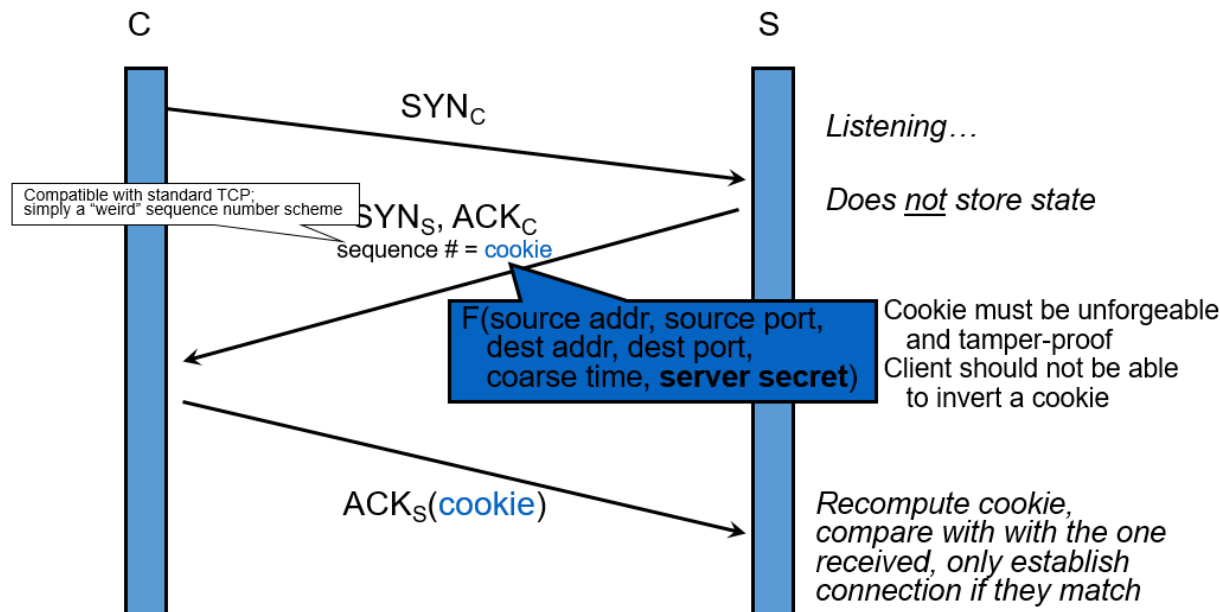 C
S
SYNC
Listening…
Compatible with standard TCP;
simply a “weird” sequence number scheme
Does not store state
SYNS, ACKC
sequence # = cookie
F(source addr, source port,
dest addr, dest port,
coarse time, server secret)
Cookie must be unforgeable
and tamper-proof
Client should not be able
to invert a cookie
ACKS(cookie)
Recompute cookie,
compare with with the one
received, only establish
connection if they match